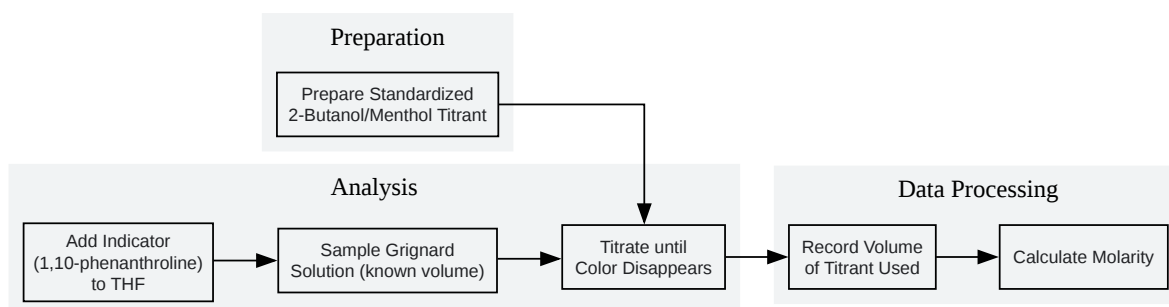 Preparation
Prepare Standardized
2-Butanol/Menthol Titrant
Analysis
Add Indicator
(1,10-phenanthroline)
to THF
Sample Grignard
Solution (known volume)
Titrate until
Color Disappears
Data Processing
Record Volume
of Titrant Used
Calculate Molarity